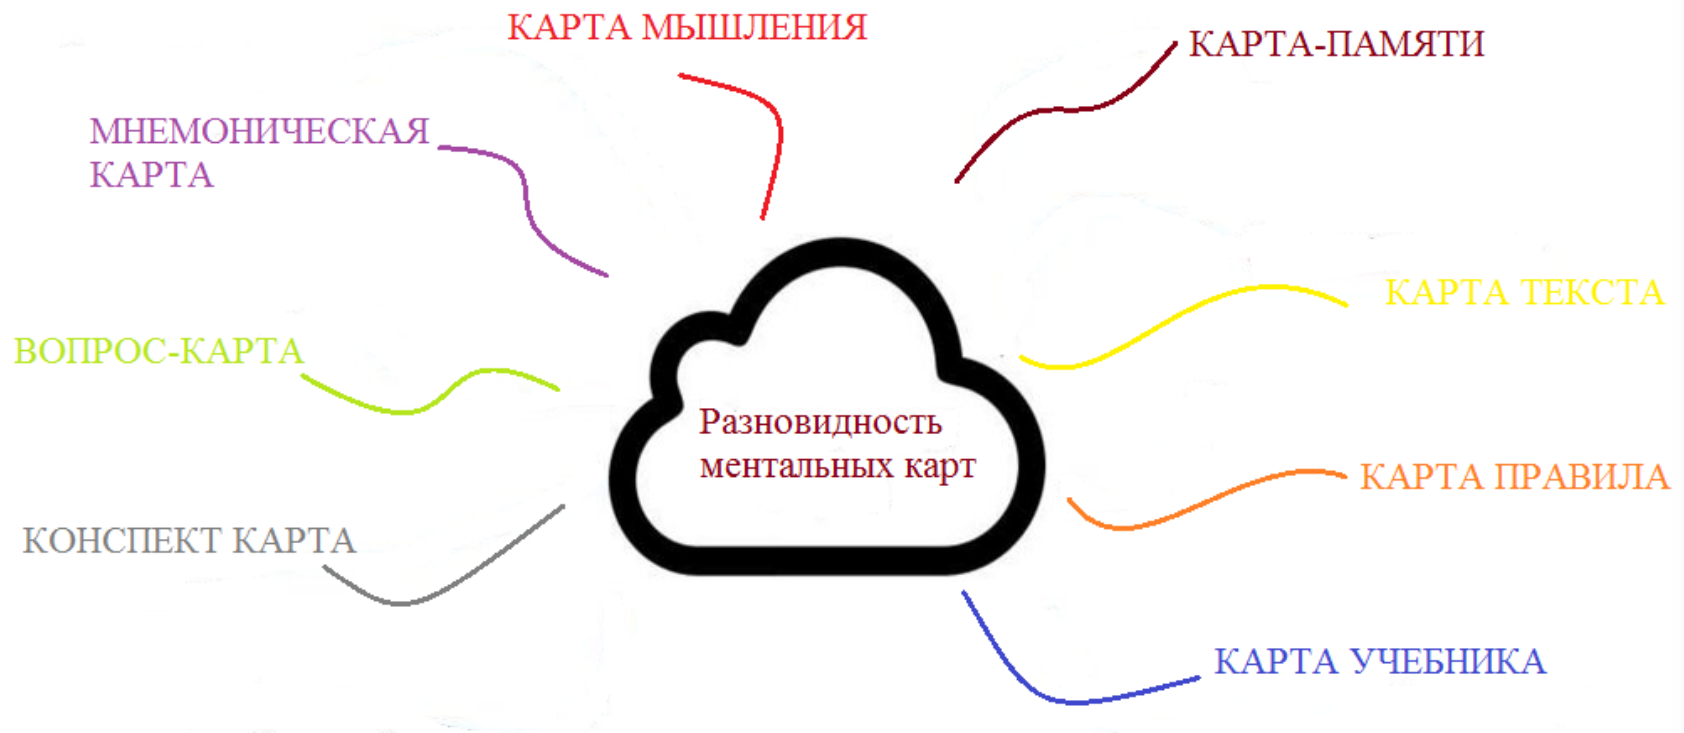 КАРТА МЫШЛЕНИЯ
КАРТА-ПАМЯТИ
МНЕМОНИЧЕСКАЯ
КАРТА
КАРТА ТЕКСТА
ВОПРОС-КАРТА
Разновидность
ментальных карт
КАРТА ПРАВИЛА
КОНСПЕКТ КАРТА
КАРТА УЧЕБНИКА